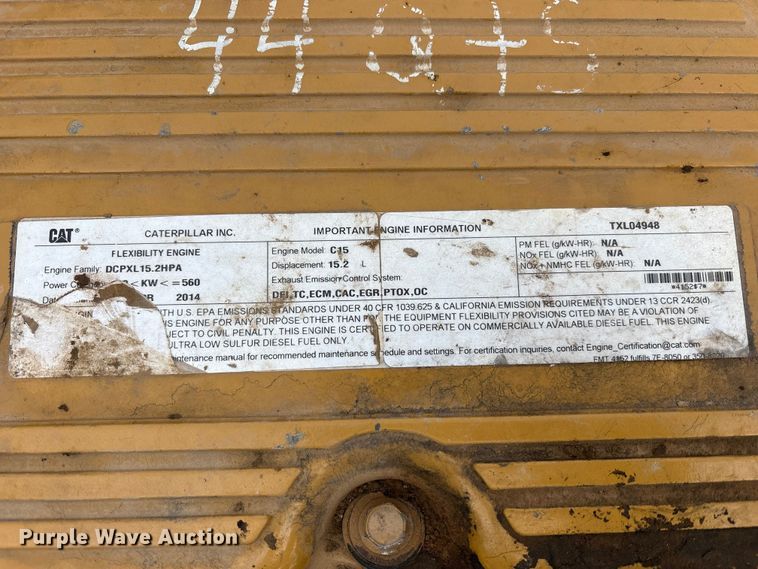 CAT
CATERPILLAR INC.
IMPORTANT ENGINE INFORMATION
TXL04948
FLEXIBILITY ENGINE
Engine Family: DCPXL15.2HPA
Power
< KW <= 560
2014
Engine Model: C15
Displacement: 15.2 L
Exhaust Emission Control System:
DFI,TC,ECM,CAC,EGR,PTOX,OC
PM FEL (g/kW-HR): N/A
NOx FEL (g/kW-HR): N/A
NOx + NMHC FEL (g/kW-HR): N/A
U.S. EPA EMISSIONS STANDARDS UNDER 40 CFR 1039.625 & CALIFORNIA EMISSION REQUIREMENTS UNDER 13 CCR 2423(d).
ENGINE FOR ANY PURPOSE OTHER THAN FOR THE EQUIPMENT FLEXIBILITY PROVISIONS CITED MAY BE A VIOLATION OF
TO CIVIL PENALTY. THIS ENGINE IS CERTIFIED TO OPERATE ON COMMERCIALLY AVAILABLE DIESEL FUEL. THIS ENGINE
ULTRA LOW SULFUR DIESEL FUEL ONLY.
maintenance manual for recommended maintenance schedule and settings. For certification inquiries, contact Engine_Certification@cat.com
Purple Wave Auction